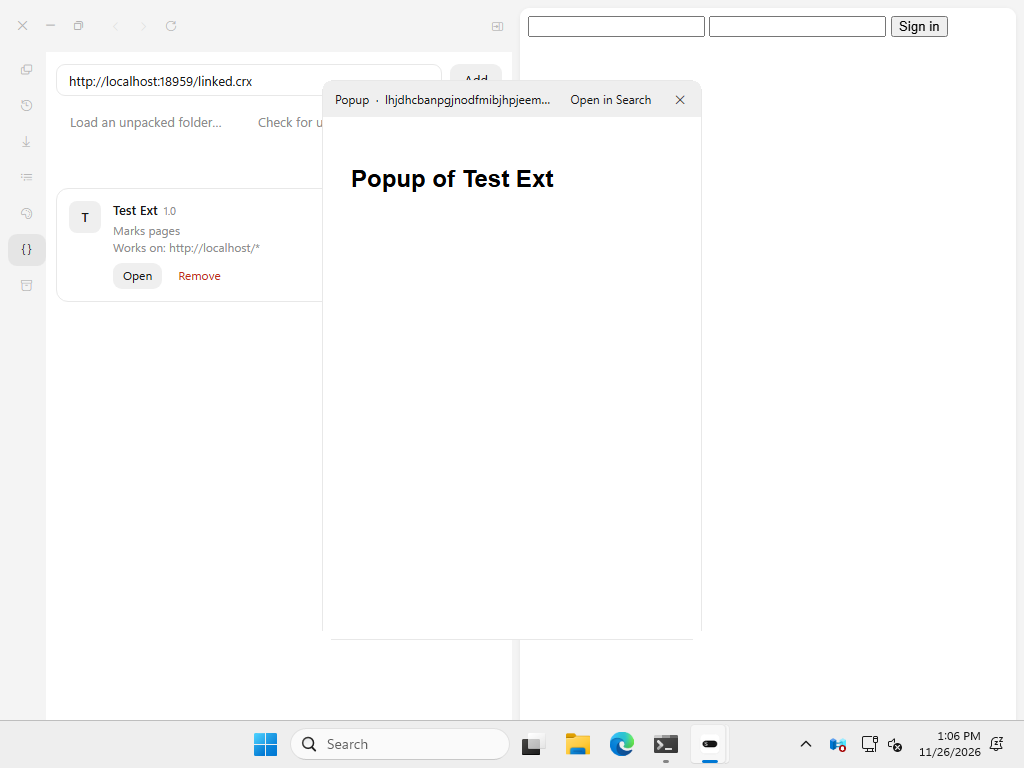 Sign in
http://localhost:18959/linked.crx
Add
Popup · lhjdhcbanpgjnodfmibjhpjeem...
Open in Search
Load an unpacked folder...
Check for u
Popup of Test Ext
T
Test Ext 1.0
Marks pages
Works on: http://localhost/*
Open
Remove
Search
1:06 PM
11/26/2026